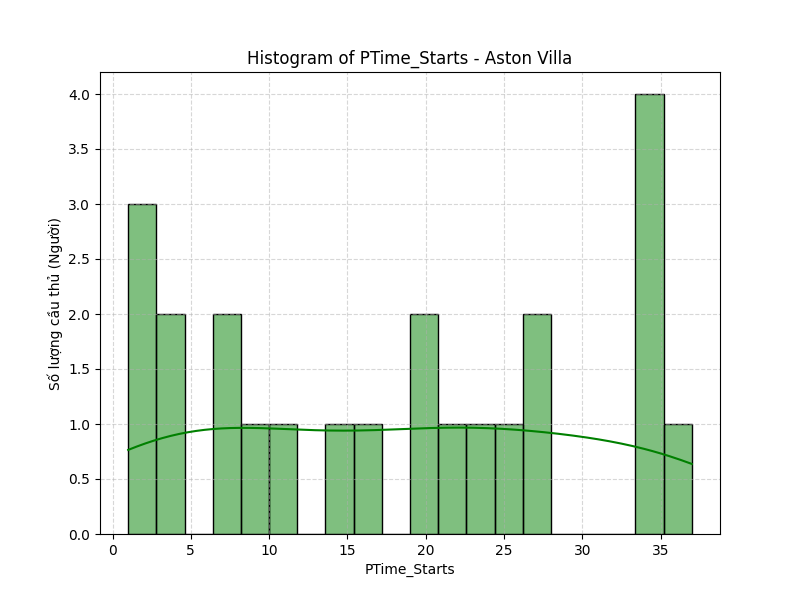 Histogram of PTime_Starts - Aston Villa
4.0
3.5
3.0
2.5
2.0
1.5
1.0
0.5
0.0
Số lượng cầu thủ (Người)
0 5 10 15 20 25 30 35
PTime_Starts